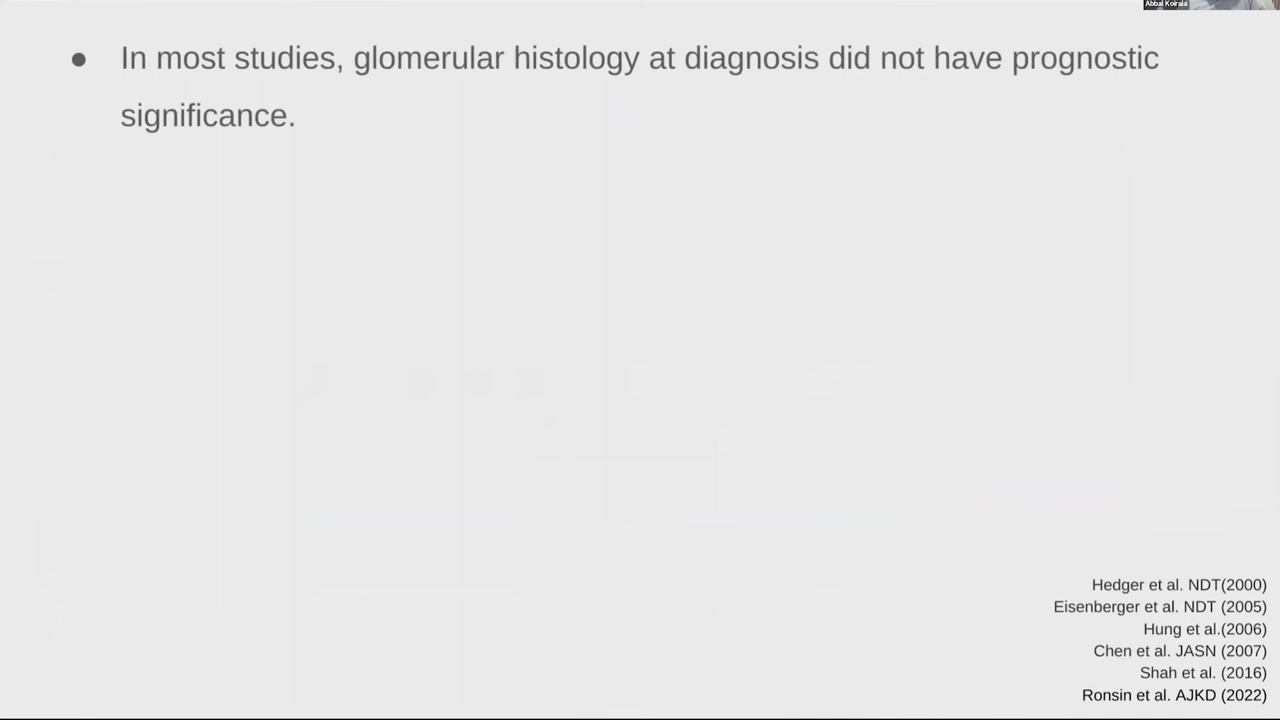 Abbal Koirala
● In most studies, glomerular histology at diagnosis did not have prognostic
significance.
Hedger et al. NDT(2000)
Eisenberger et al. NDT (2005)
Hung et al.(2006)
Chen et al. JASN (2007)
Shah et al. (2016)
Ronsin et al. AJKD (2022)